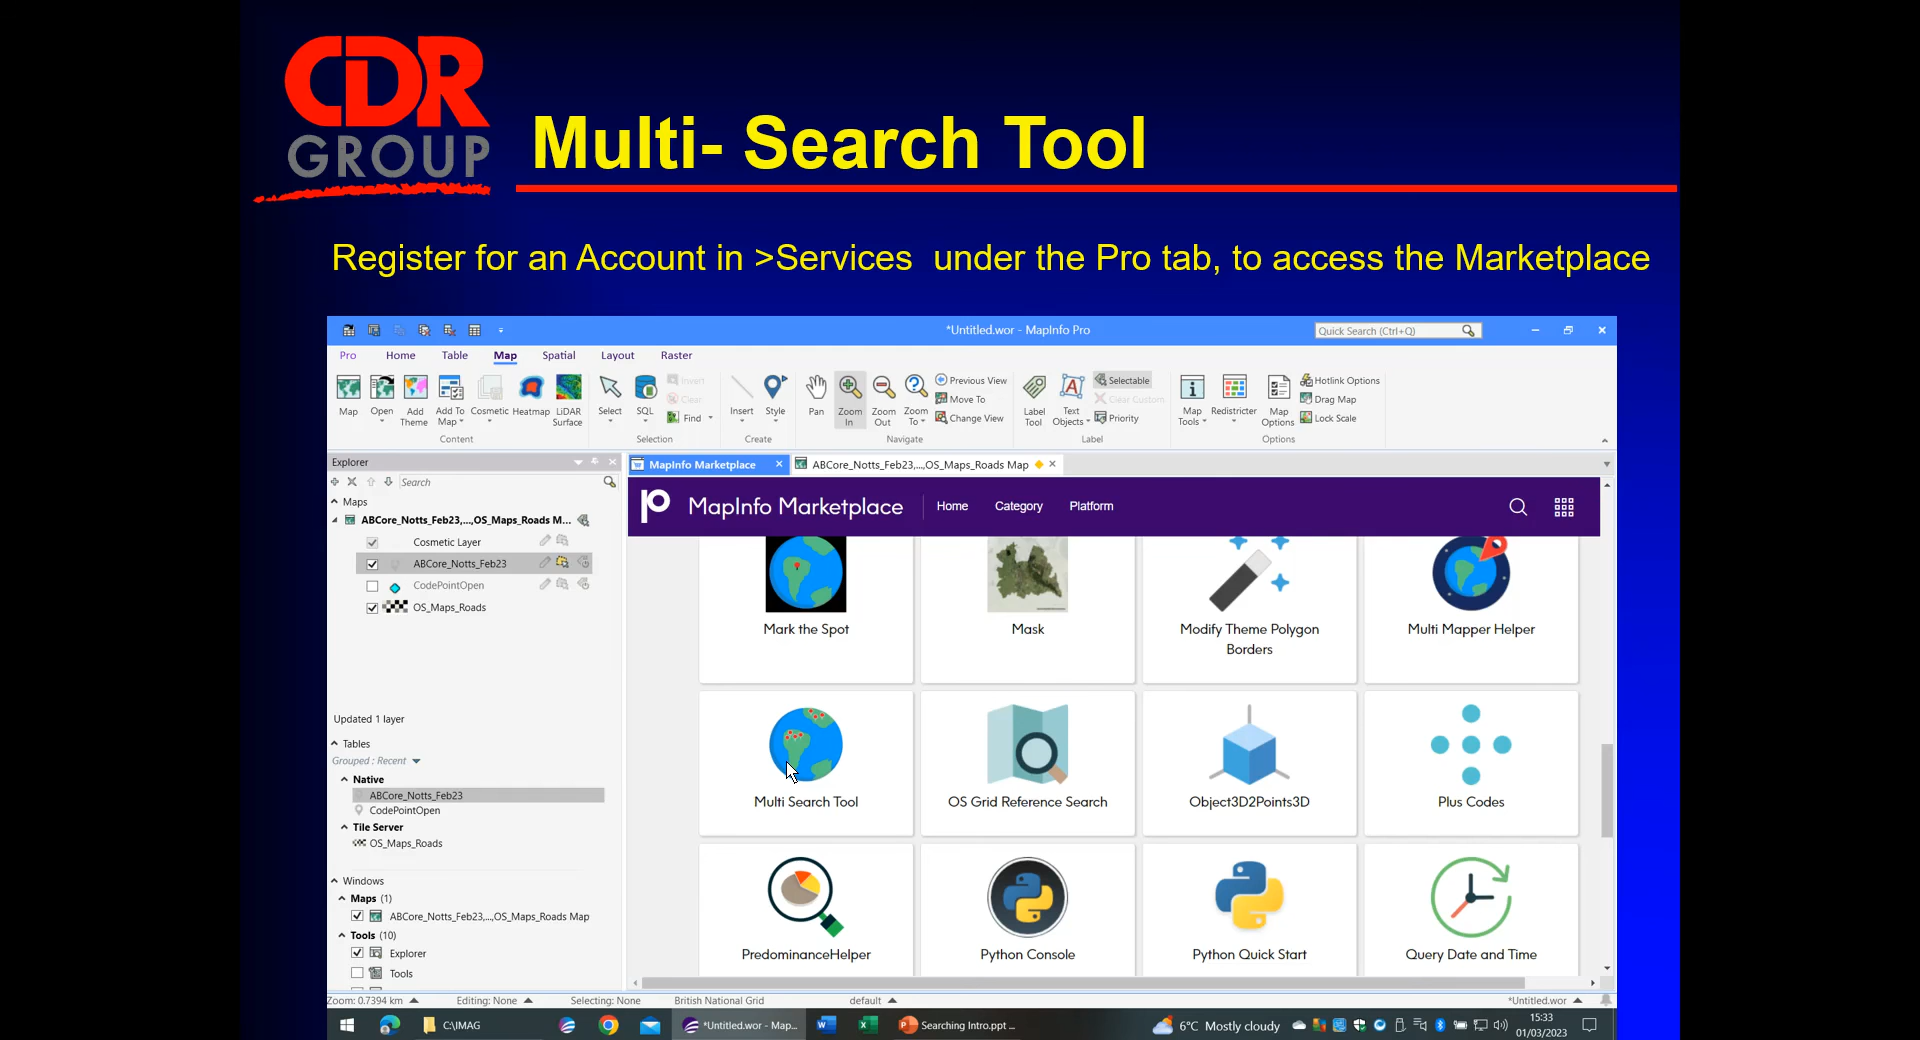 CDR
GROUP
Multi- Search Tool
Register for an Account in >Services  under the Pro tab, to access the Marketplace
*Untitled.wor - MapInfo Pro
Quick Search (Ctrl+Q)
Pro Home Table Map Spatial Layout Raster
Map Open Add Theme Add To Map Cosmetic Heatmap LiDAR Surface
Content
Select SQL Insert Clear Find
Selection
Insert Style
Create
Pan Zoom In Zoom Out Zoom To Previous View Move To Change View
Navigate
Label Tool Text Objects Selectable Clear Custom Priority
Label
Map Tools Redistricter Map Options Hotlink Options Drag Map Lock Scale
Options
Explorer
Search
Maps
ABCore_Notts_Feb23,...,OS_Maps_Roads M...
Cosmetic Layer
ABCore_Notts_Feb23
CodePointOpen
OS_Maps_Roads
Updated 1 layer
Tables
Grouped : Recent
Native
ABCore_Notts_Feb23
CodePointOpen
Tile Server
OS_Maps_Roads
Windows
Maps (1)
ABCore_Notts_Feb23,...,OS_Maps_Roads Map
Tools (10)
Explorer
Tools
MapInfo Marketplace
ABCore_Notts_Feb23,...,OS_Maps_Roads Map
MapInfo Marketplace Home Category Platform
Mark the Spot
Mask
Modify Theme Polygon
Borders
Multi Mapper Helper
Multi Search Tool
OS Grid Reference Search
Object3D2Points3D
Plus Codes
PredominanceHelper
Python Console
Python Quick Start
Query Date and Time
Zoom: 0.7394 km Editing: None Selecting: None British National Grid default *Untitled.wor
C:\IMAG
*Untitled.wor - Map...
Searching Intro.ppt ...
6°C Mostly cloudy
15:33
01/03/2023